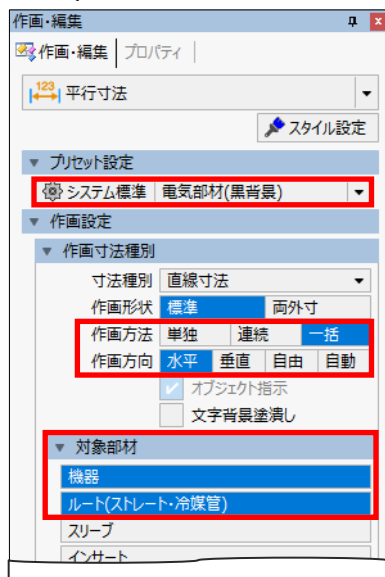 作画・編集
作画・編集 プロパティ
123 平行寸法
スタイル設定
プリセット設定
システム標準 電気部材(黒背景)
作画設定
作画寸法種別
寸法種別 直線寸法
作画形状 標準 両外寸
作画方法 単独 連続 一括
作画方向 水平 垂直 自由 自動
オブジェクト指示
文字背景塗潰し
対象部材
機器
ルート(ストレート・冷媒管)
スリーブ
インサート